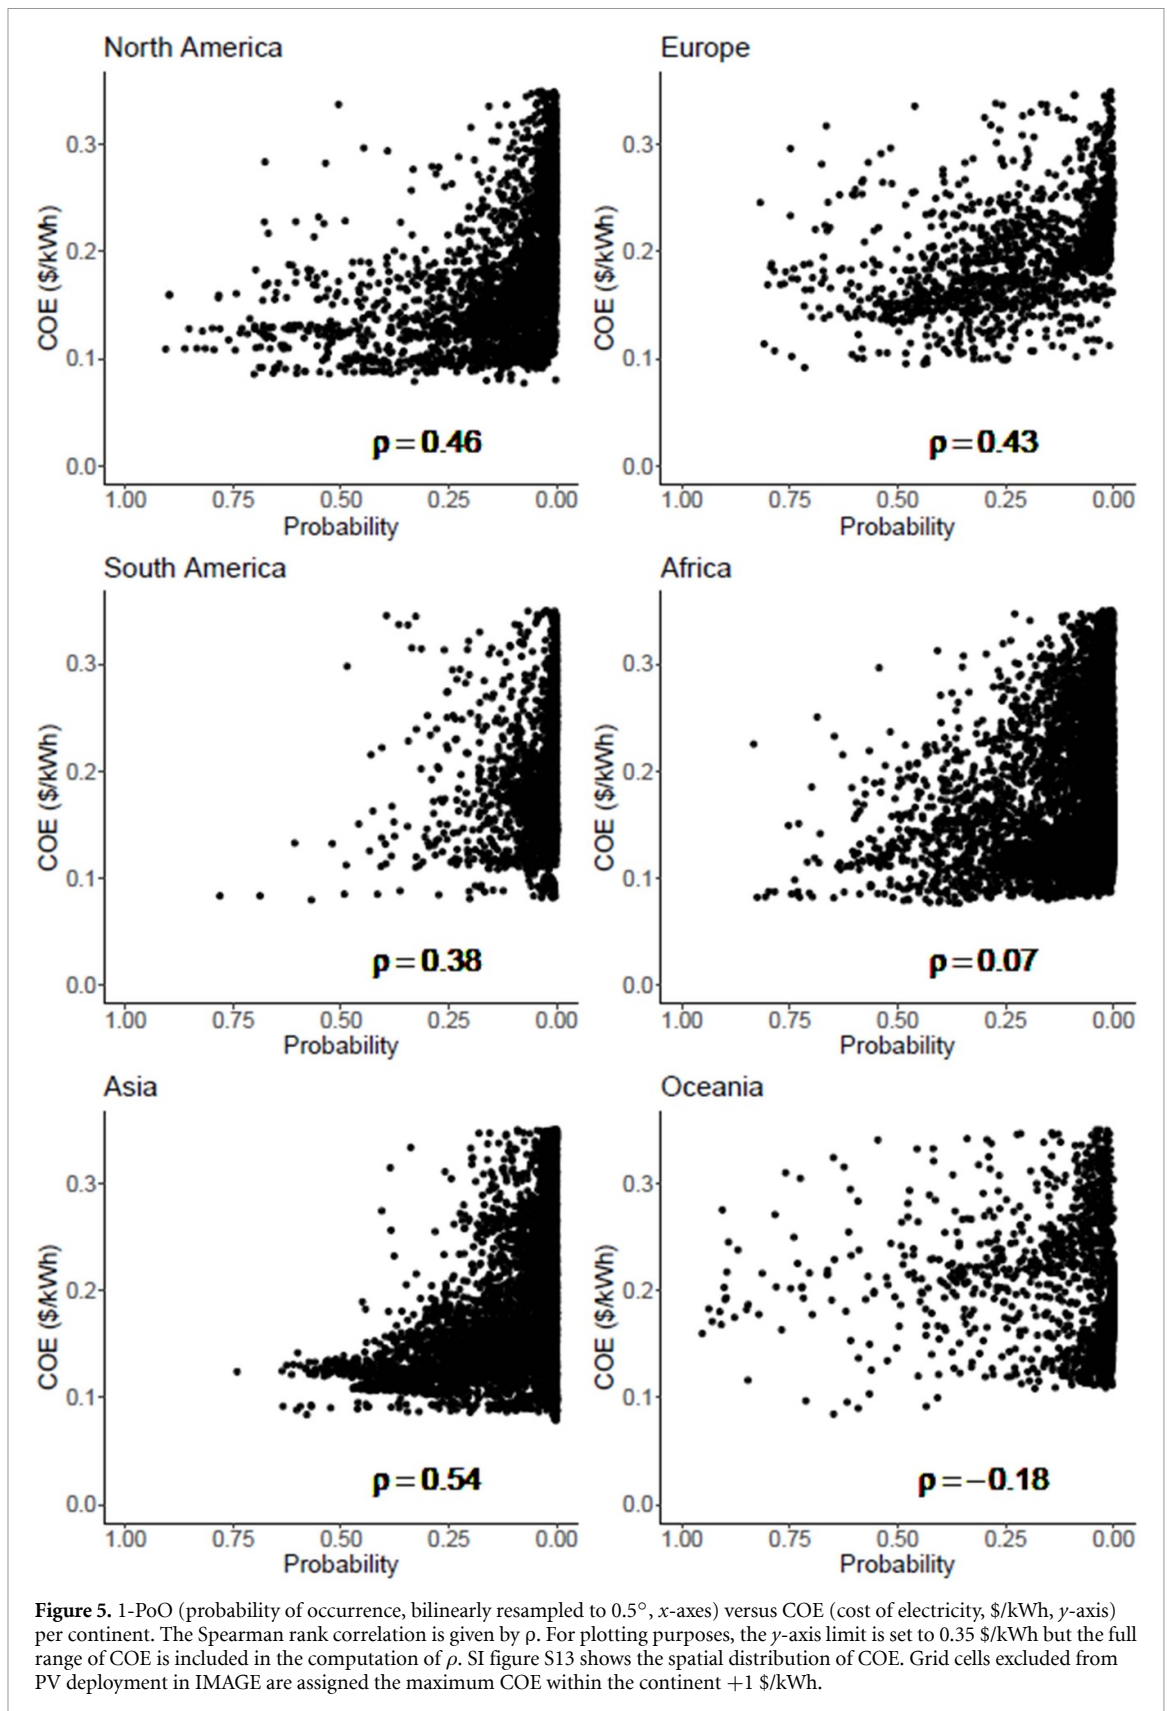 North America
Europe
0.3
0.2
0.1
0.0
COE ($/kWh)
1.00 0.75 0.50 0.25 0.00
Probability
ρ = 0.46
0.3
0.2
0.1
0.0
COE ($/kWh)
1.00 0.75 0.50 0.25 0.00
Probability
ρ = 0.43
South America
Africa
0.3
0.2
0.1
0.0
COE ($/kWh)
1.00 0.75 0.50 0.25 0.00
Probability
ρ = 0.38
0.3
0.2
0.1
0.0
COE ($/kWh)
1.00 0.75 0.50 0.25 0.00
Probability
ρ = 0.07
Asia
Oceania
0.3
0.2
0.1
0.0
COE ($/kWh)
1.00 0.75 0.50 0.25 0.00
Probability
ρ = 0.54
0.3
0.2
0.1
0.0
COE ($/kWh)
1.00 0.75 0.50 0.25 0.00
Probability
ρ = −0.18
Figure 5. 1-PoO (probability of occurrence, bilinearly resampled to 0.5°, x-axes) versus COE (cost of electricity, $/kWh, y-axis)
per continent. The Spearman rank correlation is given by ρ. For plotting purposes, the y-axis limit is set to 0.35 $/kWh but the full
range of COE is included in the computation of ρ. SI figure S13 shows the spatial distribution of COE. Grid cells excluded from
PV deployment in IMAGE are assigned the maximum COE within the continent +1 $/kWh.